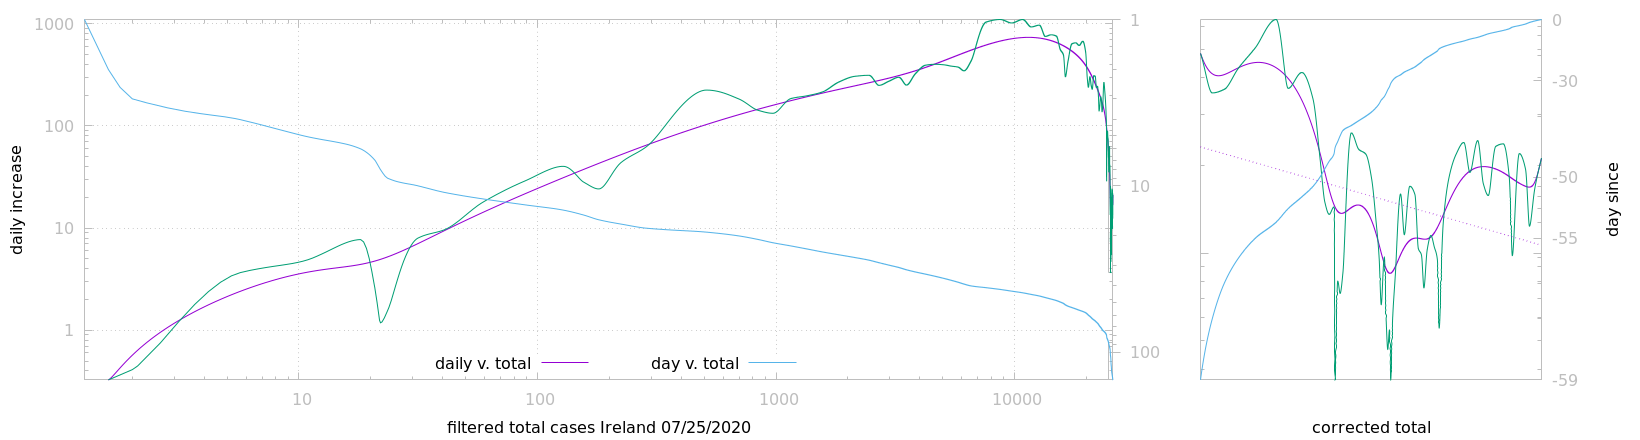 1000
100
10
1
daily increase
daily v. total
day v. total
10
100
1000
10000
filtered total cases Ireland 07/25/2020
1
10
100
0
-30
-50
-55
-59
day since
corrected total